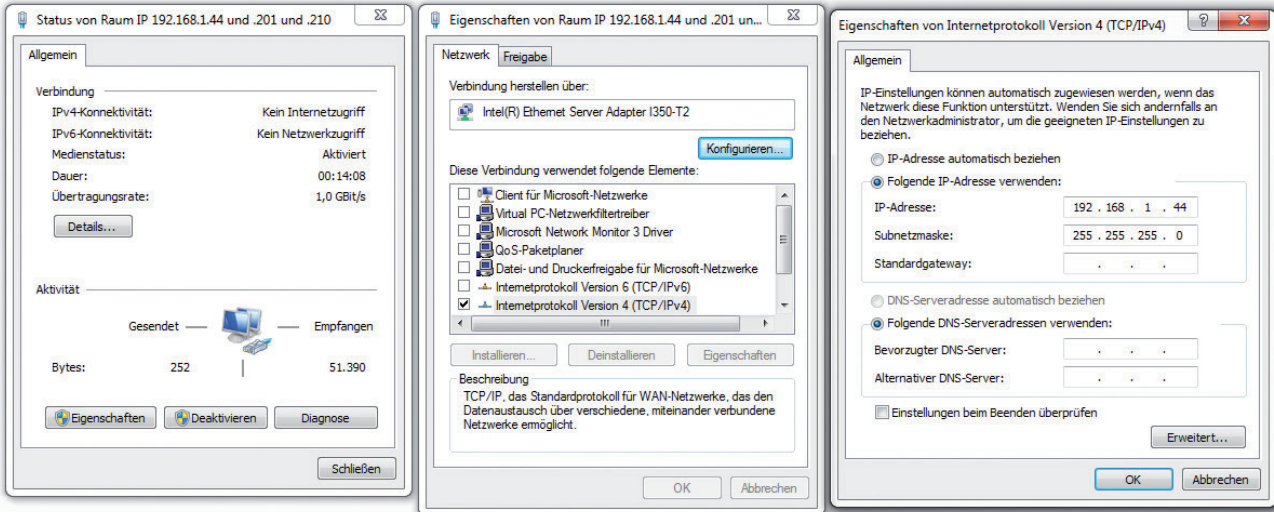 Status von Raum IP 192.168.1.44 und .201 und .210
Allgemein
Verbindung
IPv4-Konnektivität: Kein Internetzugriff
IPv6-Konnektivität: Kein Netzwerkzugriff
Medienstatus: Aktiviert
Dauer: 00:14:08
Übertragungsrate: 1,0 GBit/s
Details...
Aktivität
Gesendet Empfangen
Bytes: 252 51.390
Eigenschaften Deaktivieren Diagnose
Schließen
Eigenschaften von Raum IP 192.168.1.44 und .201 un...
Netzwerk Freigabe
Verbindung herstellen über:
Intel(R) Ethernet Server Adapter I350-T2
Konfigurieren...
Diese Verbindung verwendet folgende Elemente:
Client für Microsoft-Netzwerke
Virtual PC-Netzwerkfiltertreiber
Microsoft Network Monitor 3 Driver
QoS-Paketplaner
Datei- und Druckerfreigabe für Microsoft-Netzwerke
Internetprotokoll Version 6 (TCP/IPv6)
Internetprotokoll Version 4 (TCP/IPv4)
Installieren... Deinstallieren Eigenschaften
Beschreibung
TCP/IP, das Standardprotokoll für WAN-Netzwerke, das den
Datenaustausch über verschiedene, miteinander verbundene
Netzwerke ermöglicht.
OK Abbrechen
Eigenschaften von Internetprotokoll Version 4 (TCP/IPv4)
Allgemein
IP-Einstellungen können automatisch zugewiesen werden, wenn das
Netzwerk diese Funktion unterstützt. Wenden Sie sich andernfalls an
den Netzwerkadministrator, um die geeigneten IP-Einstellungen zu
beziehen.
IP-Adresse automatisch beziehen
Folgende IP-Adresse verwenden:
IP-Adresse: 192 . 168 . 1 . 44
Subnetzmaske: 255 . 255 . 255 . 0
Standardgateway: . . .
DNS-Serveradresse automatisch beziehen
Folgende DNS-Serveradressen verwenden:
Bevorzugter DNS-Server: . . .
Alternativer DNS-Server: . . .
Einstellungen beim Beenden überprüfen
Erweitert...
OK Abbrechen